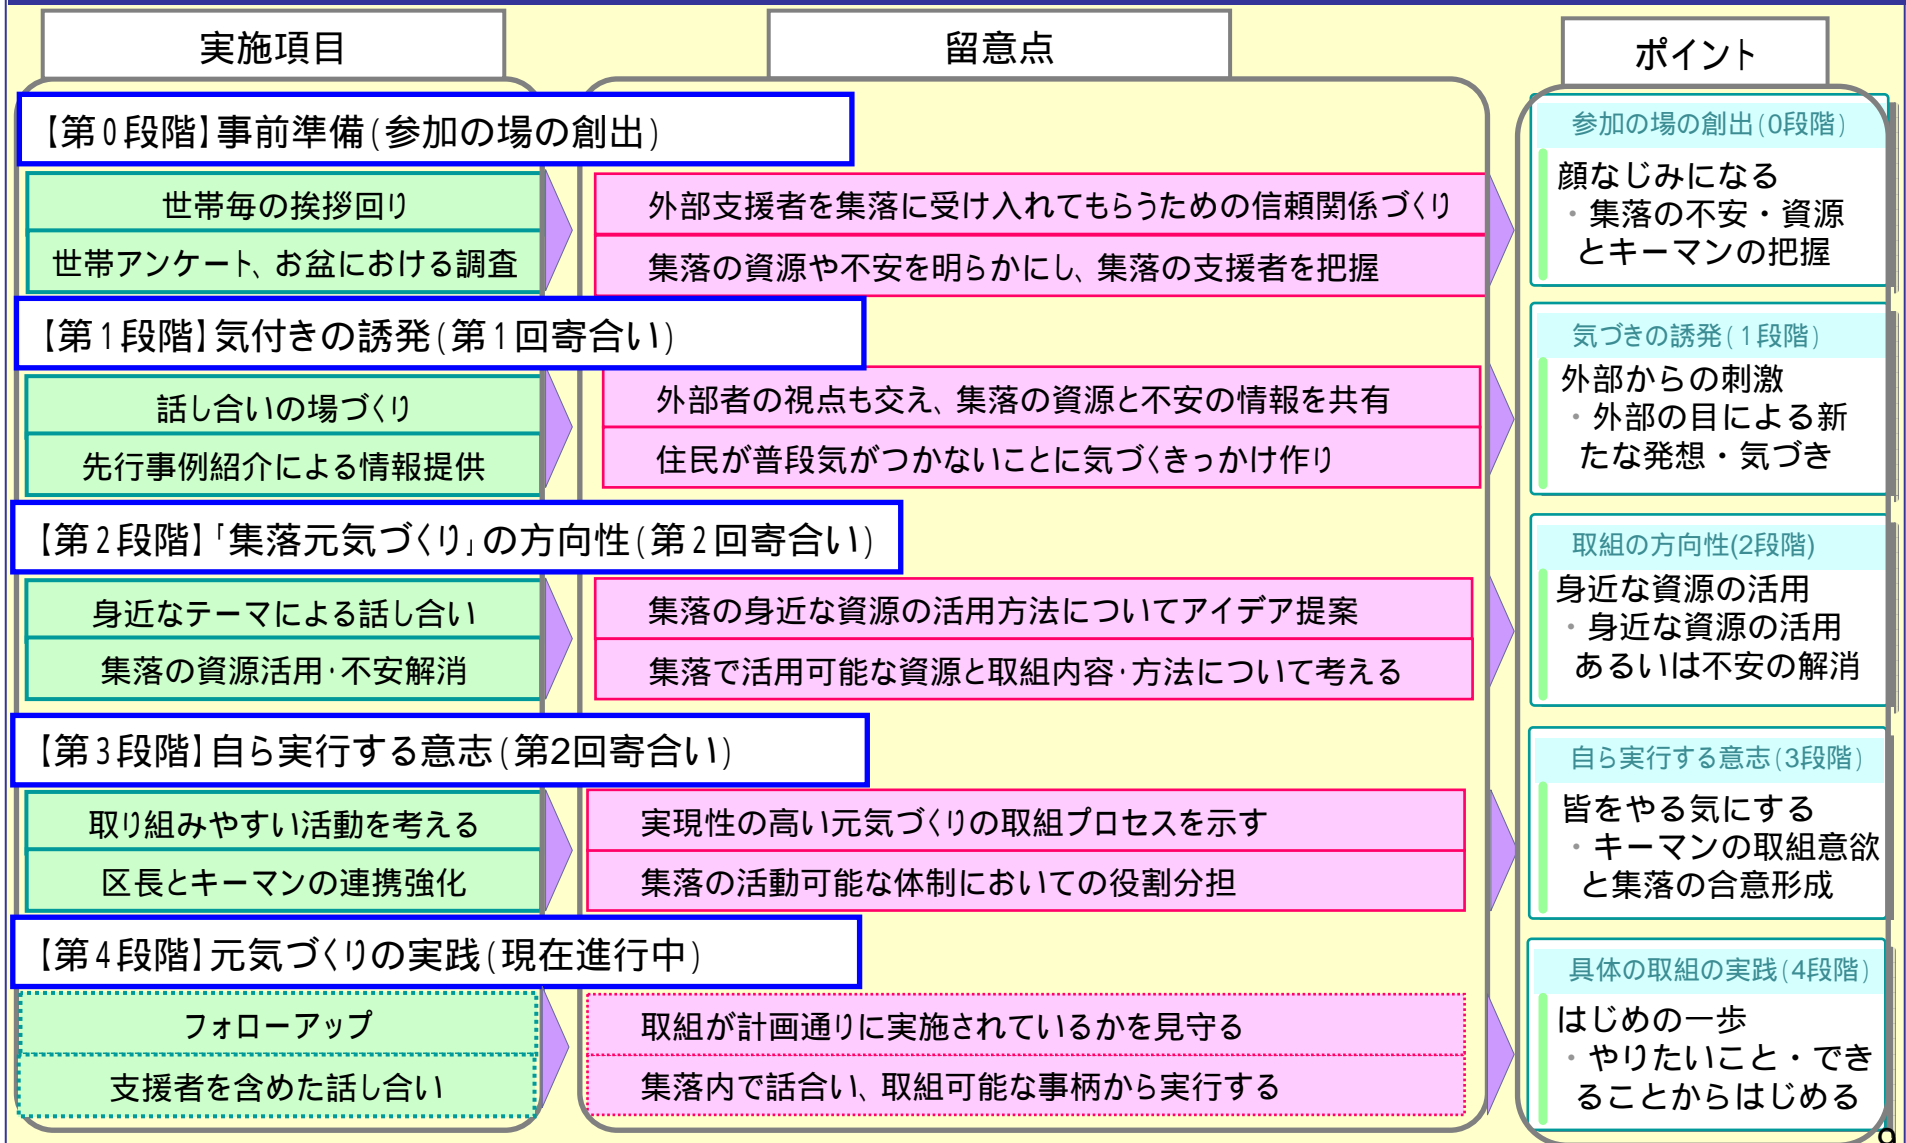 実施項目
留意点
ポイント
【第0段階】事前準備(参加の場の創出)
世帯毎の挨拶回り
外部支援者を集落に受け入れてもらうための信頼関係づくり
世帯アンケート、お盆における調査
集落の資源や不安を明らかにし、集落の支援者を把握
参加の場の創出(0段階)
顔なじみになる
・集落の不安・資源
とキーマンの把握
【第1段階】気付きの誘発(第1回寄合い)
話し合いの場づくり
外部者の視点も交え、集落の資源と不安の情報を共有
先行事例紹介による情報提供
住民が普段気がつかないことに気づくきっかけ作り
気づきの誘発(1段階)
外部からの刺激
・外部の目による新
たな発想・気づき
【第2段階】「集落元気づくり」の方向性(第2回寄合い)
身近なテーマによる話し合い
集落の身近な資源の活用方法についてアイデア提案
集落の資源活用・不安解消
集落で活用可能な資源と取組内容・方法について考える
取組の方向性(2段階)
身近な資源の活用
・身近な資源の活用
あるいは不安の解消
【第3段階】自ら実行する意志(第2回寄合い)
取り組みやすい活動を考える
実現性の高い元気づくりの取組プロセスを示す
区長とキーマンの連携強化
集落の活動可能な体制においての役割分担
自ら実行する意志(3段階)
皆をやる気にする
・キーマンの取組意欲
と集落の合意形成
【第4段階】元気づくりの実践(現在進行中)
フォローアップ
取組が計画通りに実施されているかを見守る
支援者を含めた話し合い
集落内で話合い、取組可能な事柄から実行する
具体の取組の実践(4段階)
はじめの一歩
・やりたいこと・でき
ることからはじめる
9